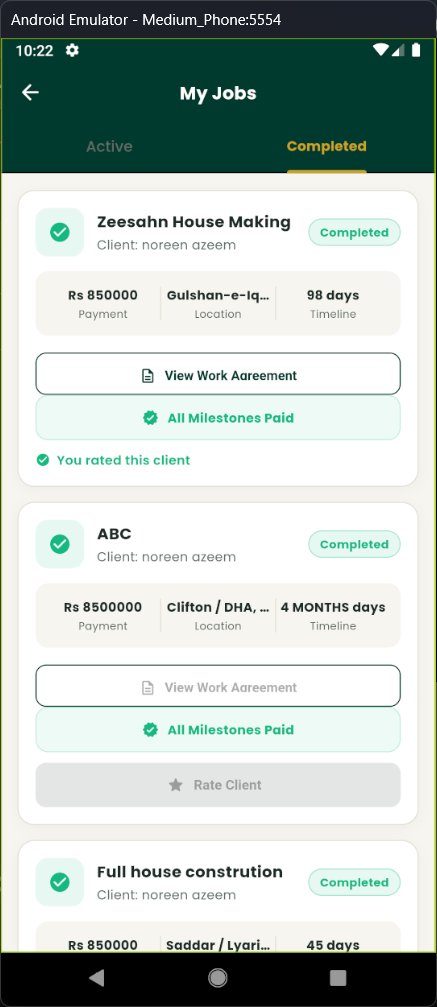 Android Emulator - Medium_Phone:5554
10:22
My Jobs
Active
Completed
Zeesahn House Making
Client: noreen azeem
Completed
Rs 850000
Gulshan-e-Iq...
98 days
Payment
Location
Timeline
View Work Agreement
All Milestones Paid
You rated this client
ABC
Client: noreen azeem
Completed
Rs 8500000
Clifton / DHA, ...
4 MONTHS days
Payment
Location
Timeline
View Work Agreement
All Milestones Paid
Rate Client
Full house constrution
Client: noreen azeem
Completed
Rs 850000
Saddar / Lyari...
45 days